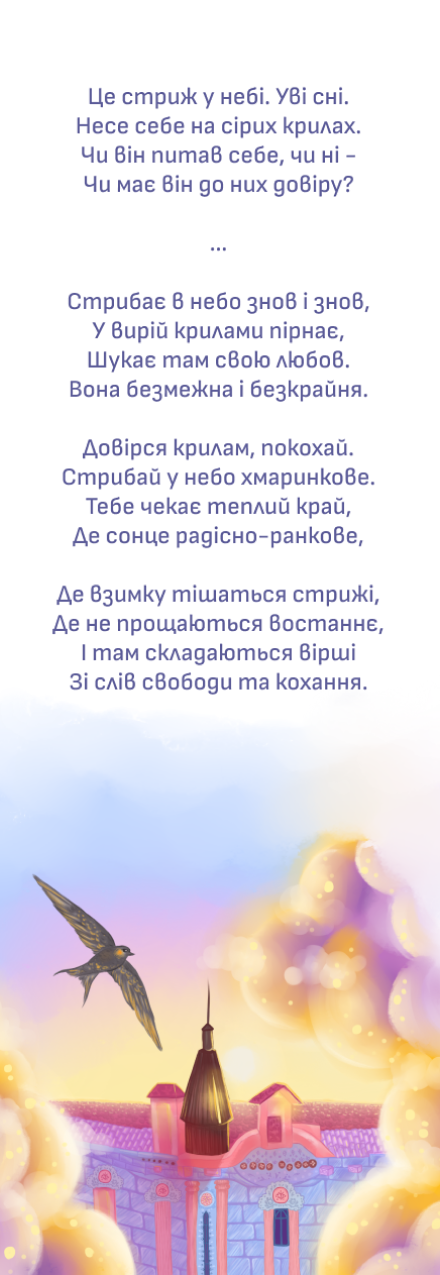 Це стриж у небі. Уві сні.
Несе себе на сірих крилах.
Чи він питав себе, чи ні -
Чи має він до них довіру?
...
Стрибає в небо знов і знов,
У вирій крилами пірнає,
Шукає там свою любов.
Вона безмежна і безкрайня.
Довірся крилам, покохай.
Стрибай у небо хмаринкове.
Тебе чекає теплий край,
Де сонце радісно-ранкове,
Де взимку тішаться стрижі,
Де не прощаються востаннє,
І там складаються вірші
Зі слів свободи та кохання.